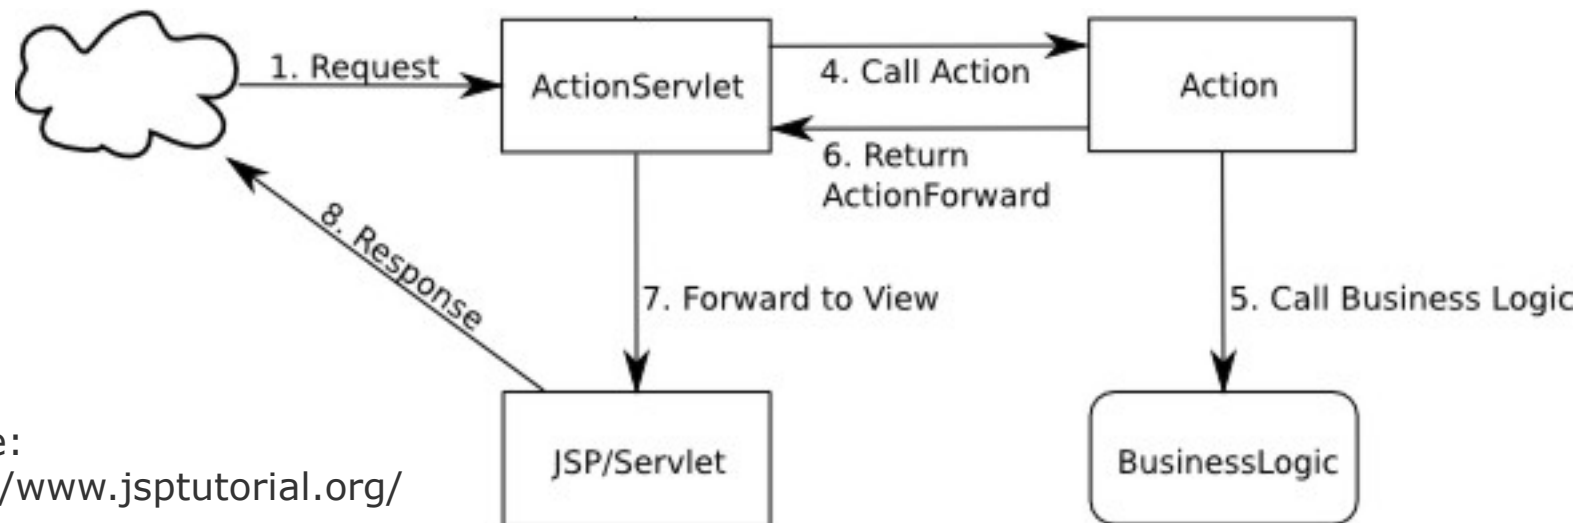 1. Request
ActionServlet
4. Call Action
Action
6. Return
ActionForward
8. Response
7. Forward to View
5. Call Business Logic
JSP/Servlet
BusinessLogic
e:
/www.jsptutorial.org/